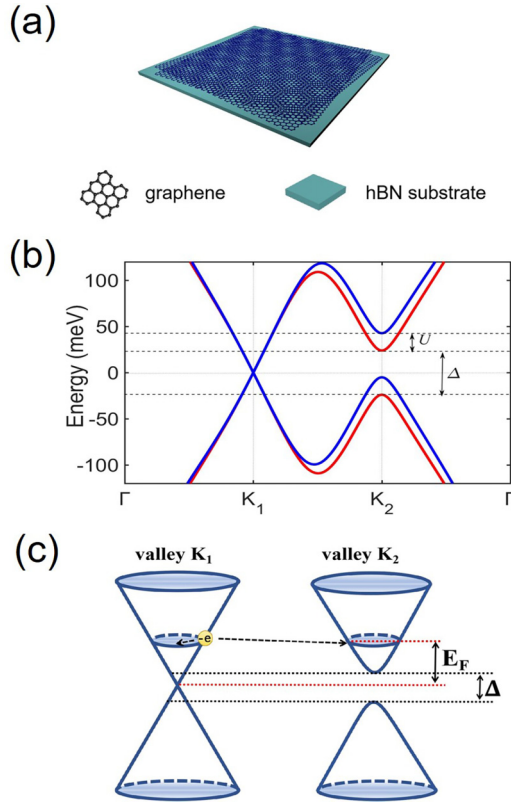 (a)
graphene
hBN substrate
(b)
Energy (meV)
100
50
0
-50
-100
U
Δ
Γ
K1
K2
Γ
(c)
valley K1
valley K2
e
EF
Δ